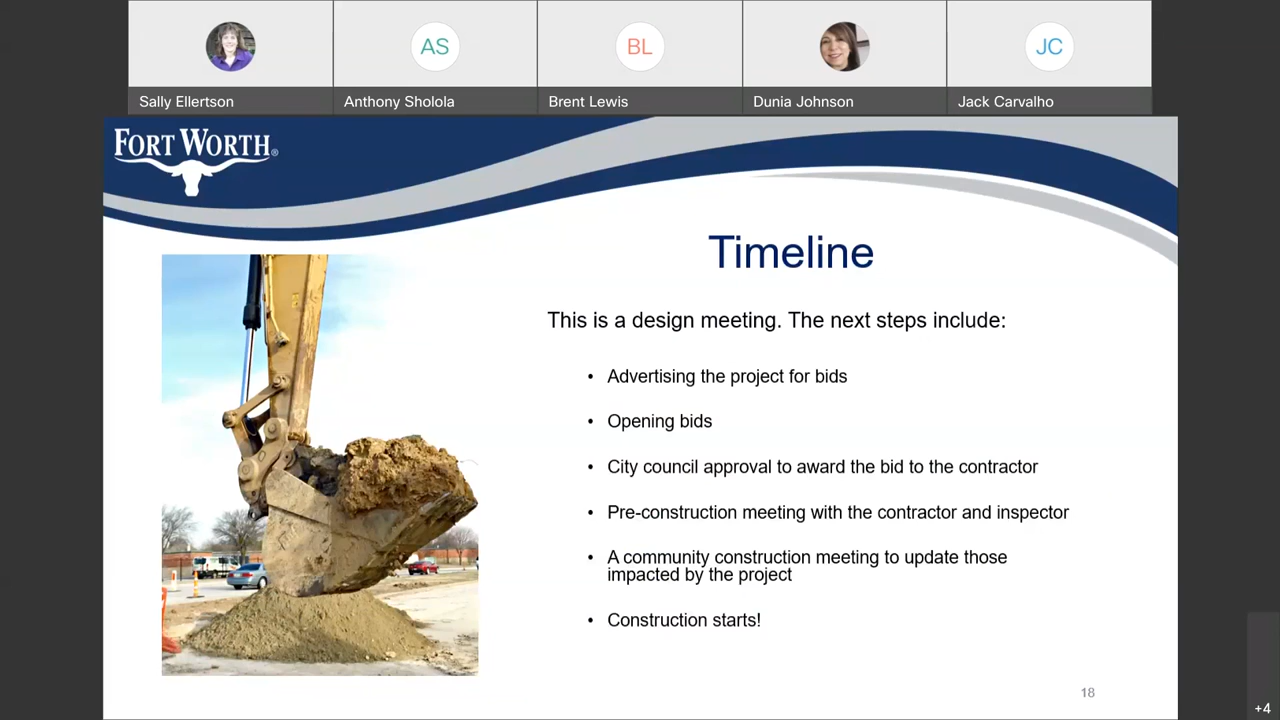 AS
BL
JC
Sally Ellertson
Anthony Sholola
Brent Lewis
Dunia Johnson
Jack Carvalho
FORT WORTH®
Timeline
This is a design meeting. The next steps include:
• Advertising the project for bids
• Opening bids
• City council approval to award the bid to the contractor
• Pre-construction meeting with the contractor and inspector
• A community construction meeting to update those
impacted by the project
• Construction starts!
18
+4